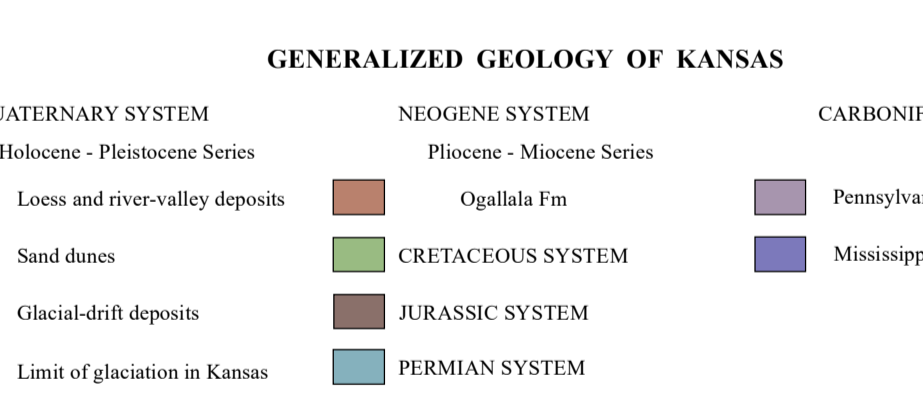 GENERALIZED GEOLOGY OF KANSAS
UATERNARY SYSTEM
Holocene - Pleistocene Series
Loess and river-valley deposits
Sand dunes
Glacial-drift deposits
Limit of glaciation in Kansas
NEOGENE SYSTEM
Pliocene - Miocene Series
Ogallala Fm
CRETACEOUS SYSTEM
JURASSIC SYSTEM
PERMIAN SYSTEM
CARBONIF
Pennsylva
Mississipp